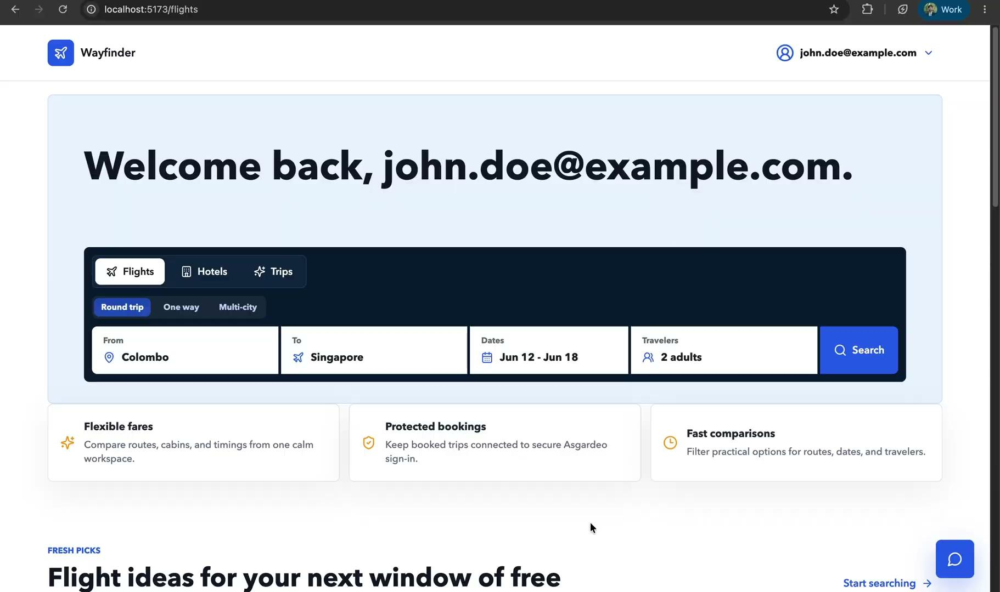 localhost:5173/flights
Work
Wayfinder
john.doe@example.com
Welcome back, john.doe@example.com.
Flights
Hotels
Trips
Round trip
One way
Multi-city
From
Colombo
To
Singapore
Dates
Jun 12 - Jun 18
Travelers
2 adults
Search
Flexible fares
Compare routes, cabins, and timings from one calm
workspace.
Protected bookings
Keep booked trips connected to secure Asgardeo
sign-in.
Fast comparisons
Filter practical options for routes, dates, and travelers.
FRESH PICKS
Flight ideas for your next window of free
Start searching